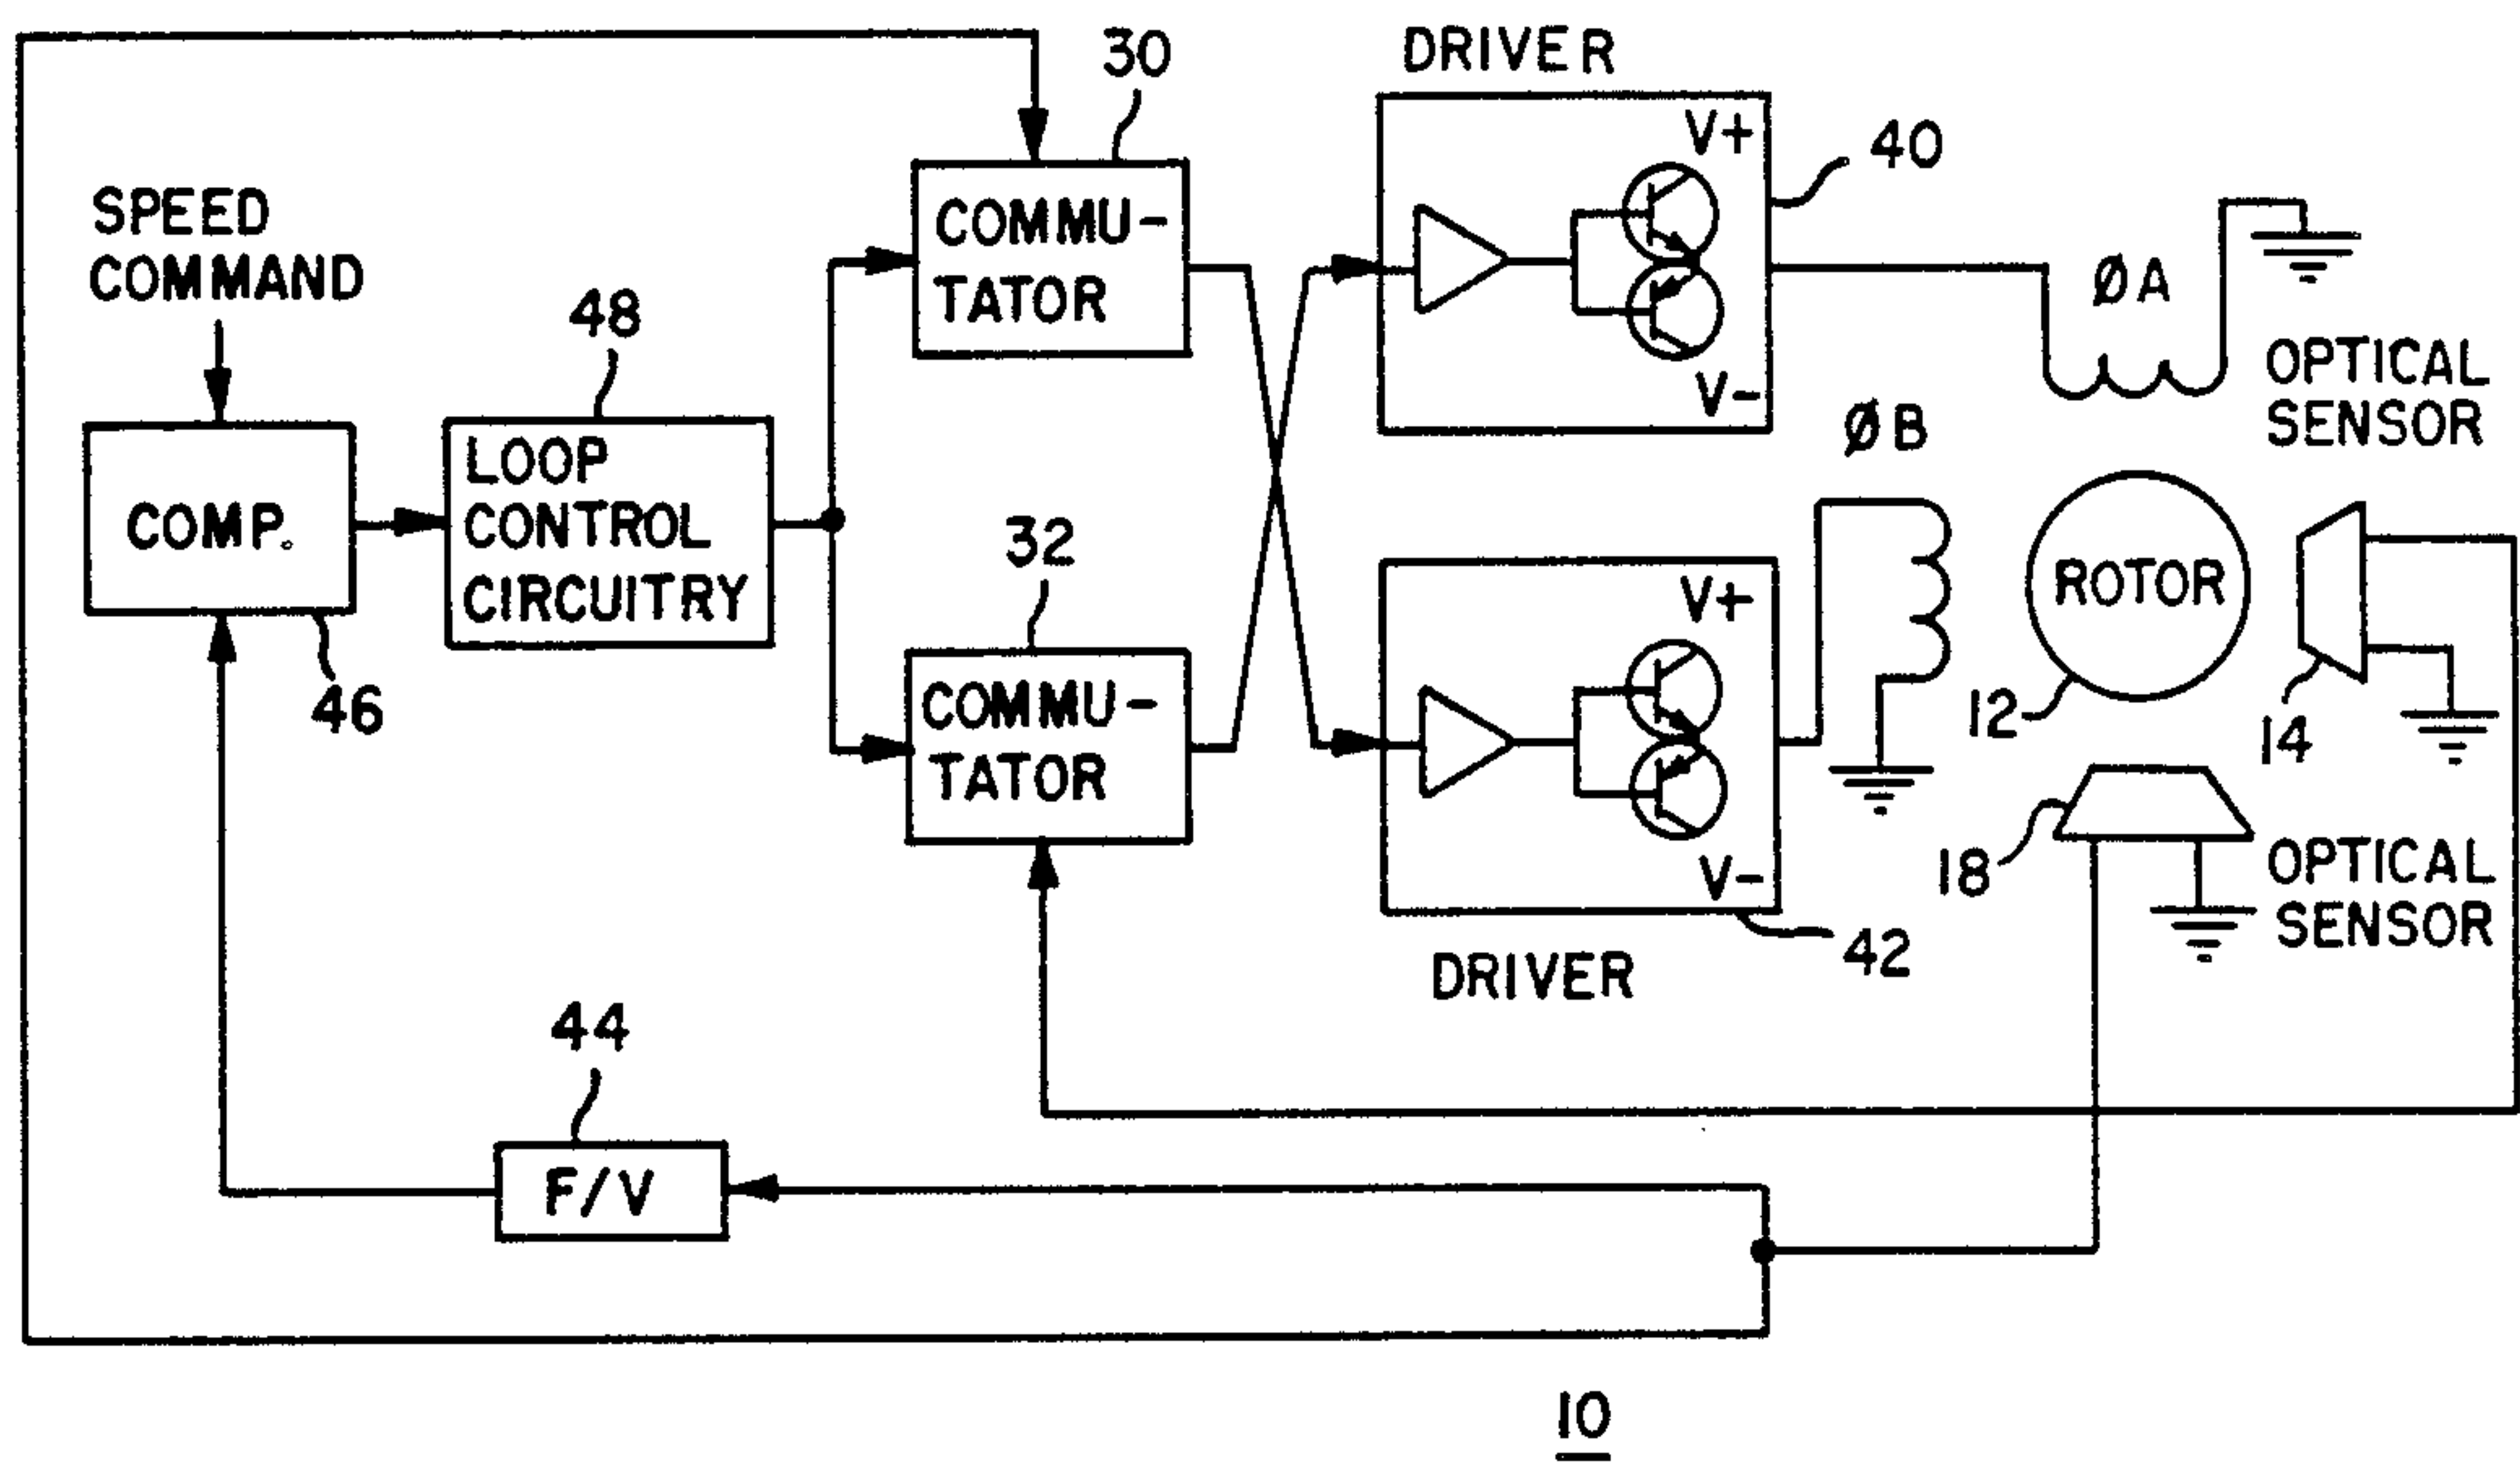 30
DRIVER
V+
40
SPEED
COMMAND
COMMU-
TATOR
48
ØA
OPTICAL
SENSOR
V-
ØB
LOOP
CONTROL
CIRCUITRY
COMP.
32
V+
ROTOR
46
COMMU-
TATOR
12
14
18
OPTICAL
SENSOR
V-
42
DRIVER
44
F/V
10